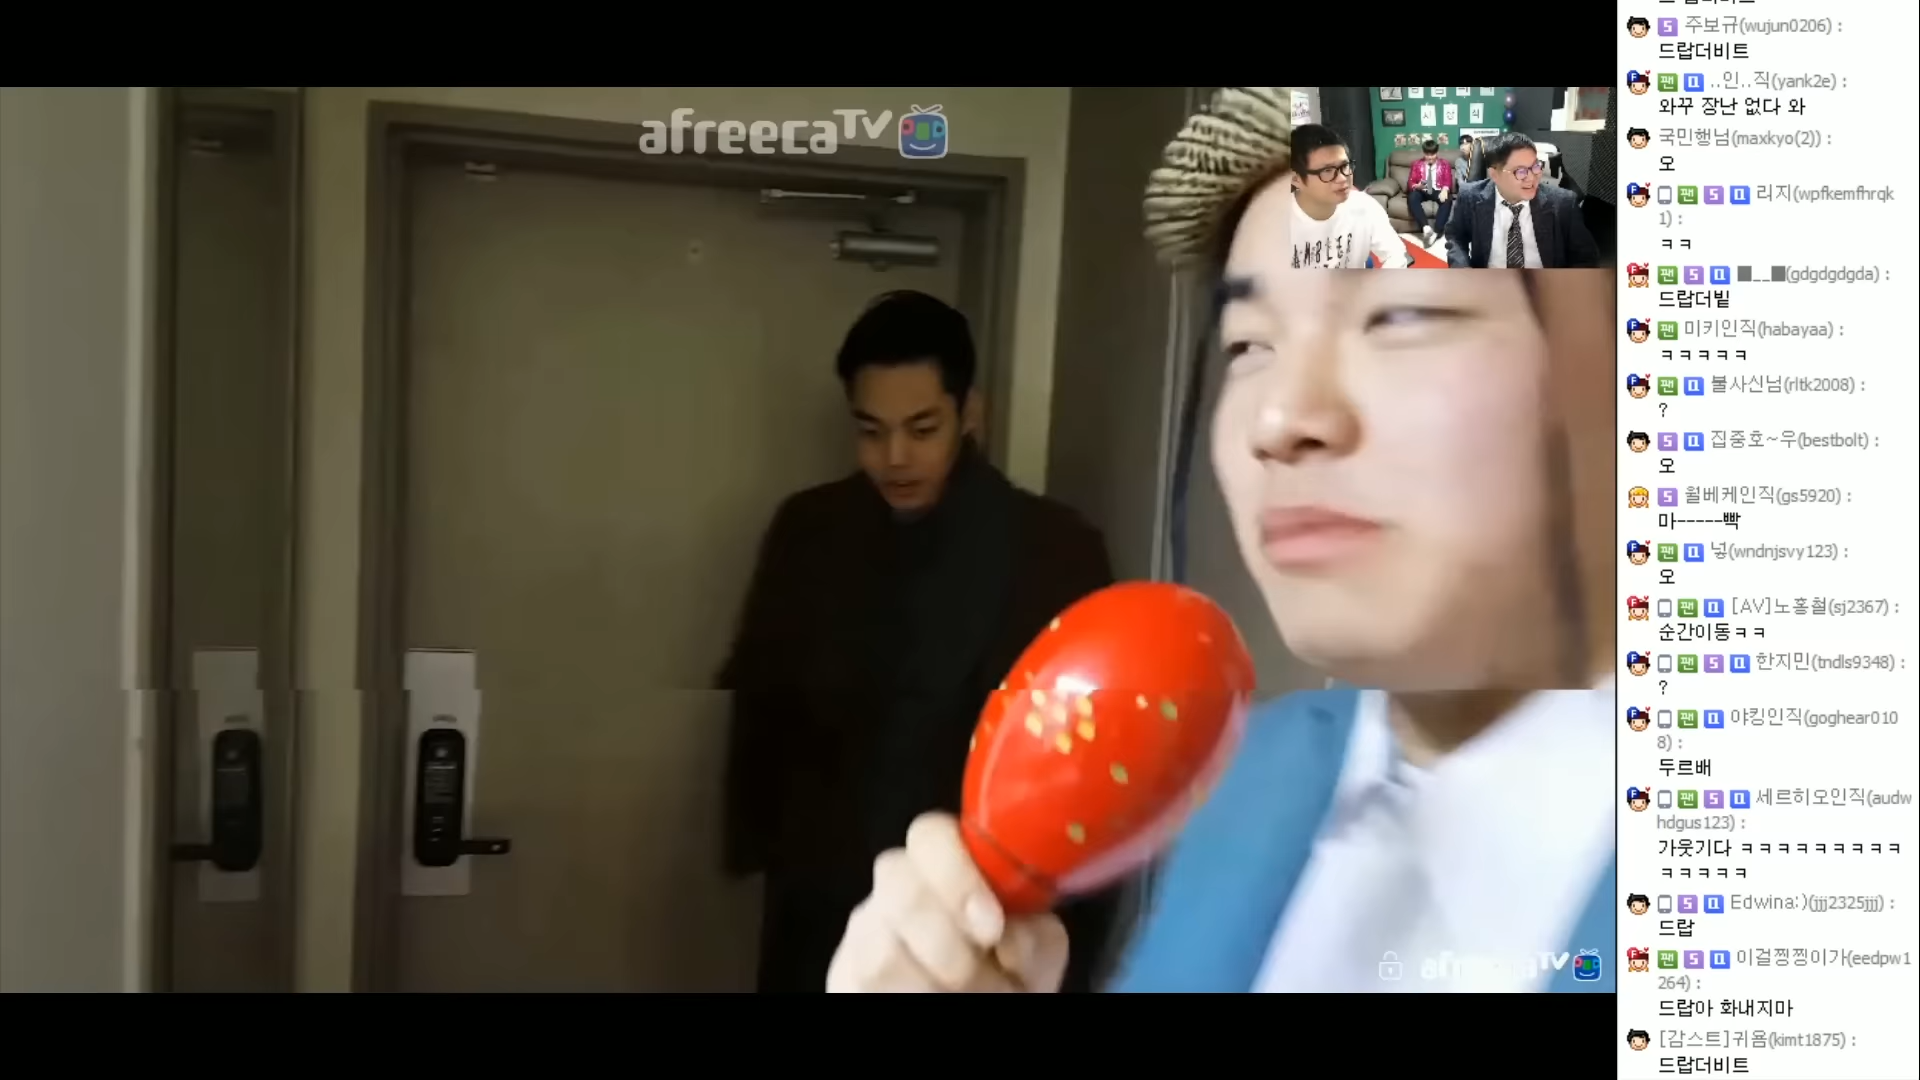 afreecaTV
주보규(wujun0206) :
드랍더비트
..인..직(yank2e) :
와꾸 장난 없다 와
국민행님(maxkyo(2)) :
오
리지(wpfkemfhrqk
1) :
ㅋㅋ
■__■(gdgdgdgda) :
드랍더빝
미키인직(habayaa) :
ㅋㅋㅋㅋㅋ
불사신님(rltk2008) :
?
집중호~우(bestbolt) :
오
월베케인직(gs5920) :
마-----빡
넣(wndnjsvy123) :
오
[AV]노홍철(sj2367) :
순간이동ㅋㅋ
한지민(tndls9348) :
?
야킹인직(goghear010
8) :
두르배
세르히오인직(audw
hdgus123) :
가웃기다 ㅋㅋㅋㅋㅋㅋㅋㅋㅋ
ㅋㅋㅋㅋㅋ
Edwina:)(jjj2325jjj) :
드랍
이걸찡찡이가(eedpw1
264) :
드랍아 화내지마
[감스트]귀욤(kimt1875) :
드랍더비트
afreecaTV